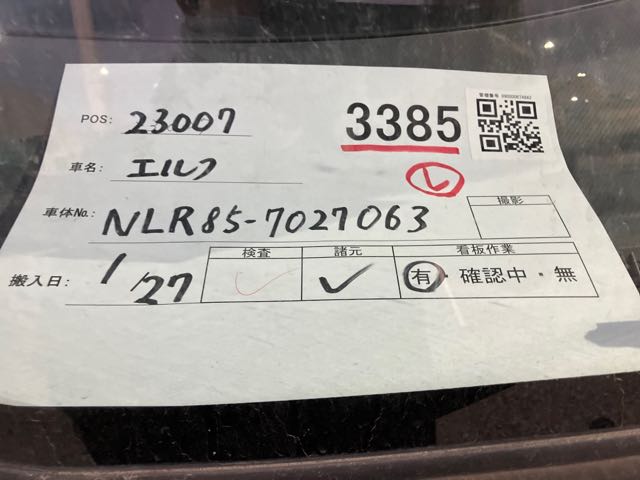 POS: 23007
3385
車名: エルフ
L
車体No.: NLR85-7027063
撮影
搬入日: 1/27
検査 諸元 看板作業
✓ ✓ 有・確認中・無